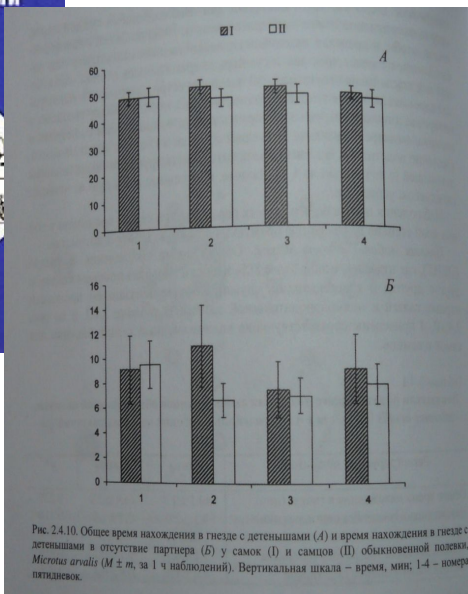 I II
А
60
50
40
30
20
10
0
1 2 3 4
Б
16
14
12
10
8
6
4
2
0
1 2 3 4
Рис. 2.4.10. Общее время нахождения в гнезде с детенышами (А) и время нахождения в гнезде с
детенышами в отсутствие партнера (Б) у самок (I) и самцов (II) обыкновенной полевки,
Microtus arvalis (M ± m, за 1 ч наблюдений). Вертикальная шкала – время, мин; 1-4 – номера
пятидневок.